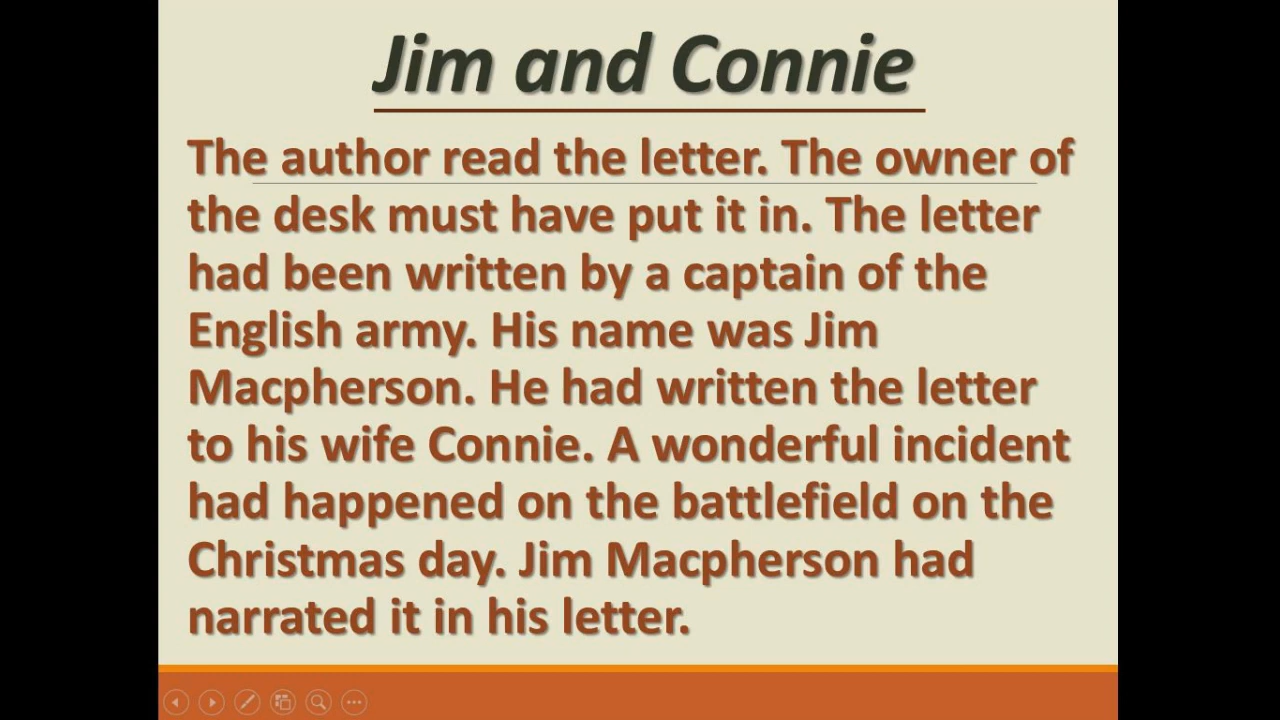 Jim and Connie
The author read the letter. The owner of
the desk must have put it in. The letter
had been written by a captain of the
English army. His name was Jim
Macpherson. He had written the letter
to his wife Connie. A wonderful incident
had happened on the battlefield on the
Christmas day. Jim Macpherson had
narrated it in his letter.